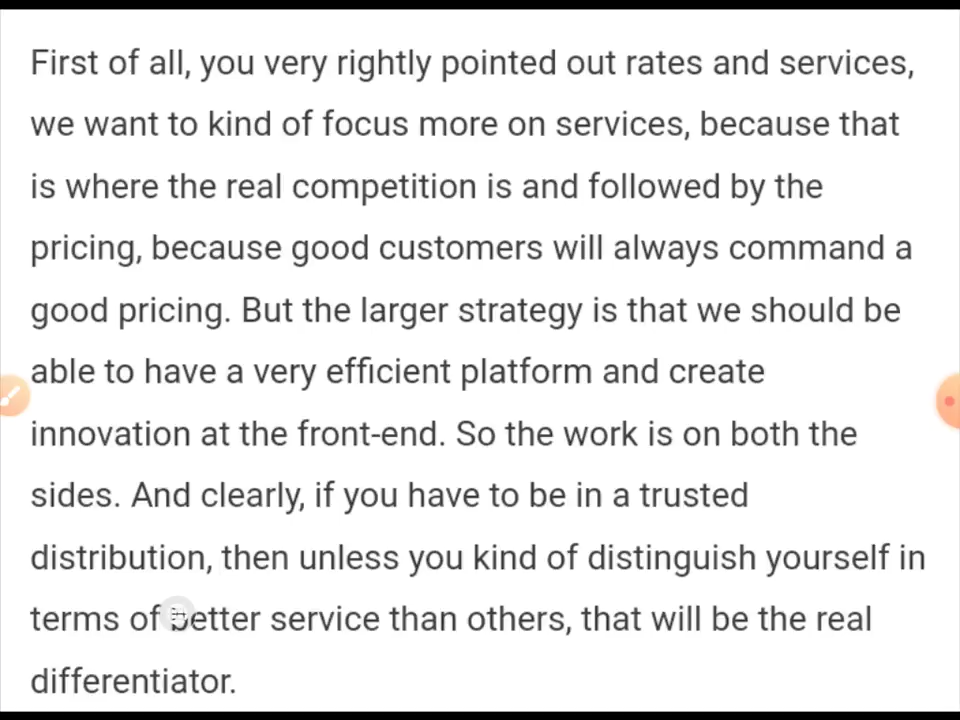 First of all, you very rightly pointed out rates and services,
we want to kind of focus more on services, because that
is where the real competition is and followed by the
pricing, because good customers will always command a
good pricing. But the larger strategy is that we should be
able to have a very efficient platform and create
innovation at the front-end. So the work is on both the
sides. And clearly, if you have to be in a trusted
distribution, then unless you kind of distinguish yourself in
terms of better service than others, that will be the real
differentiator.